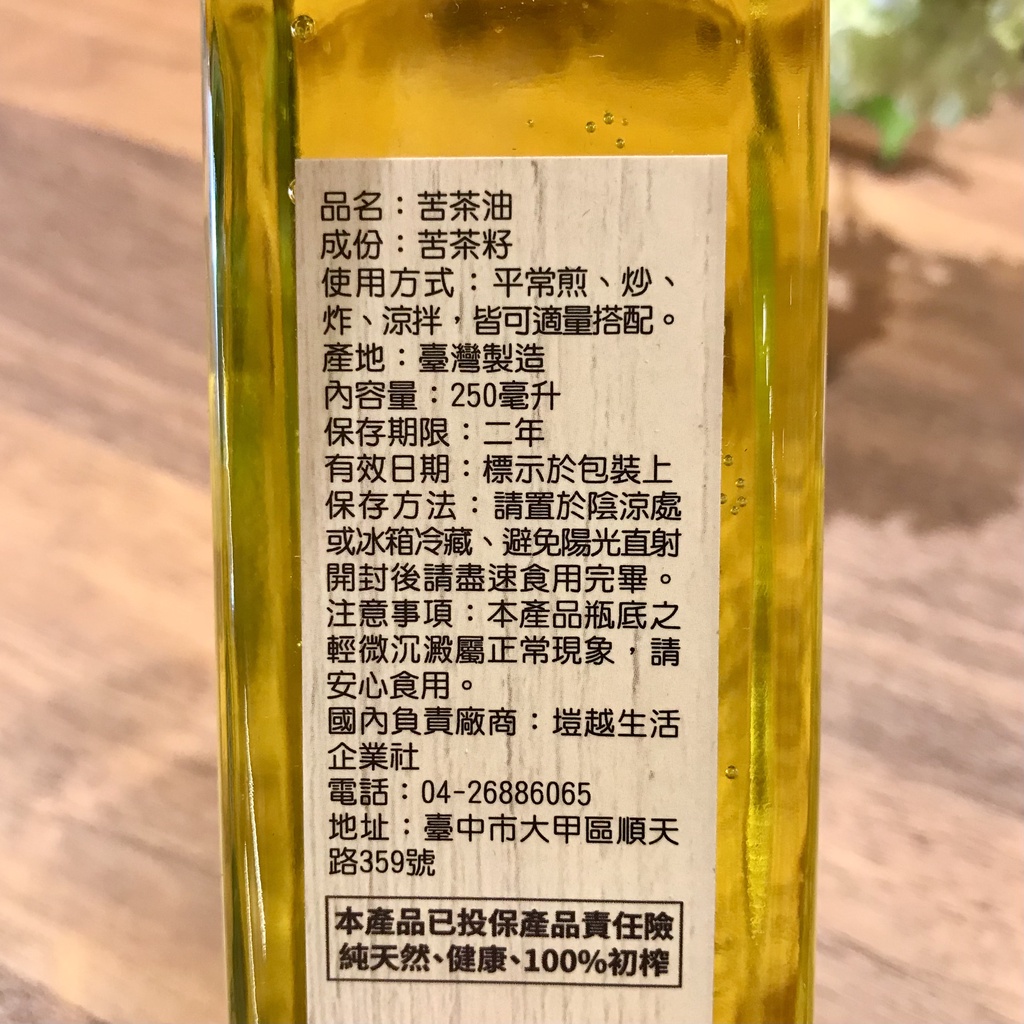 品名：苦茶油
成份：苦茶籽
使用方式：平常煎、炒、
炸、涼拌，皆可適量搭配。
產地：臺灣製造
內容量：250毫升
保存期限：二年
有效日期：標示於包裝上
保存方法：請置於陰涼處
或冰箱冷藏、避免陽光直射
開封後請盡速食用完畢。
注意事項：本產品瓶底之
輕微沉澱屬正常現象，請
安心食用。
國內負責廠商：塏越生活
企業社
電話：04-26886065
地址：臺中市大甲區順天
路359號
本產品已投保產品責任險
純天然、健康、100%初榨